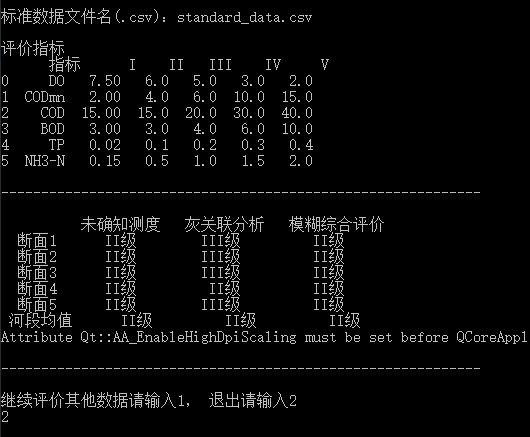 标准数据文件名(.csv): standard_data.csv
评价指标
指标 I II III IV V
0 DO 7.50 6.0 5.0 3.0 2.0
1 CODmn 2.00 4.0 6.0 10.0 15.0
2 COD 15.00 15.0 20.0 30.0 40.0
3 BOD 3.00 3.0 4.0 6.0 10.0
4 TP 0.02 0.1 0.2 0.3 0.4
5 NH3-N 0.15 0.5 1.0 1.5 2.0
------------------------------------------------------------
未确知测度 灰关联分析 模糊综合评价
断面1 II级 III级 II级
断面2 II级 III级 II级
断面3 II级 III级 II级
断面4 II级 II级 II级
断面5 II级 III级 II级
河段均值 II级 II级 II级
Attribute Qt::AA_EnableHighDpiScaling must be set before QCoreAppl
------------------------------------------------------------
继续评价其他数据请输入1, 退出请输入2
2